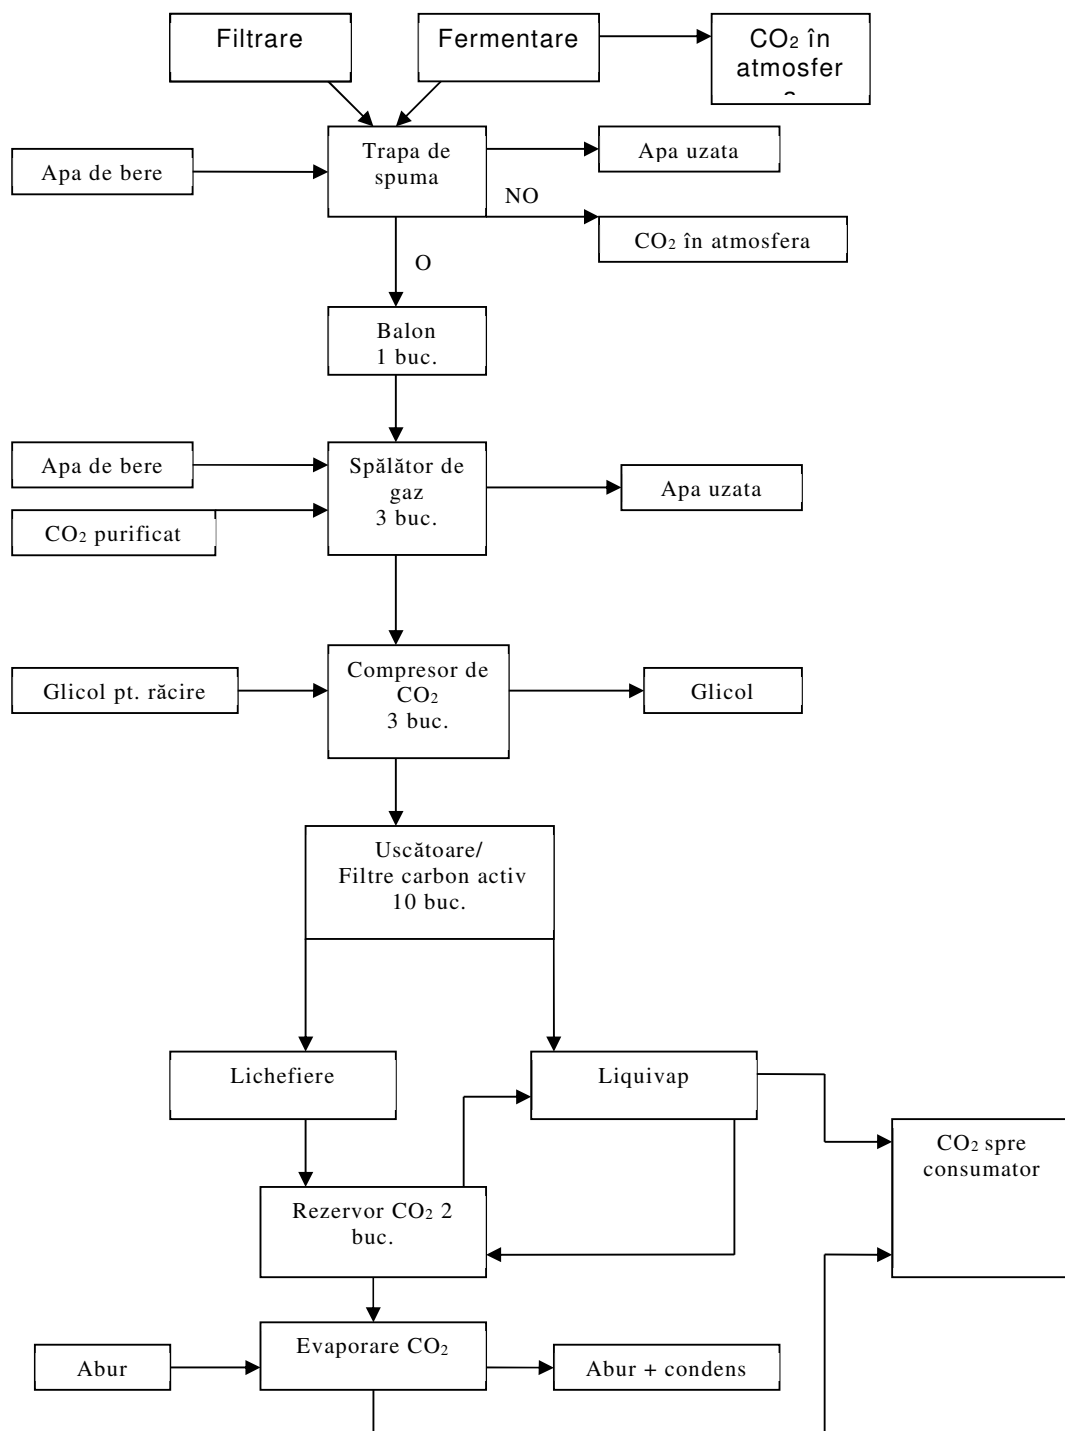 Filtrare
Fermentare
CO₂ în
atmosfer
Trapa de
spuma
Apa uzata
Apa de bere
NO
CO₂ în atmosfera
O
Balon
1 buc.
Apa de bere
Spălător de
gaz
3 buc.
Apa uzata
CO₂ purificat
Compresor de
CO₂
3 buc.
Glicol pt. răcire
Glicol
Uscătoare/
Filtre carbon activ
10 buc.
Lichefiere
Liquivap
CO₂ spre
consumator
Rezervor CO₂ 2
buc.
Evaporare CO₂
Abur
Abur + condens